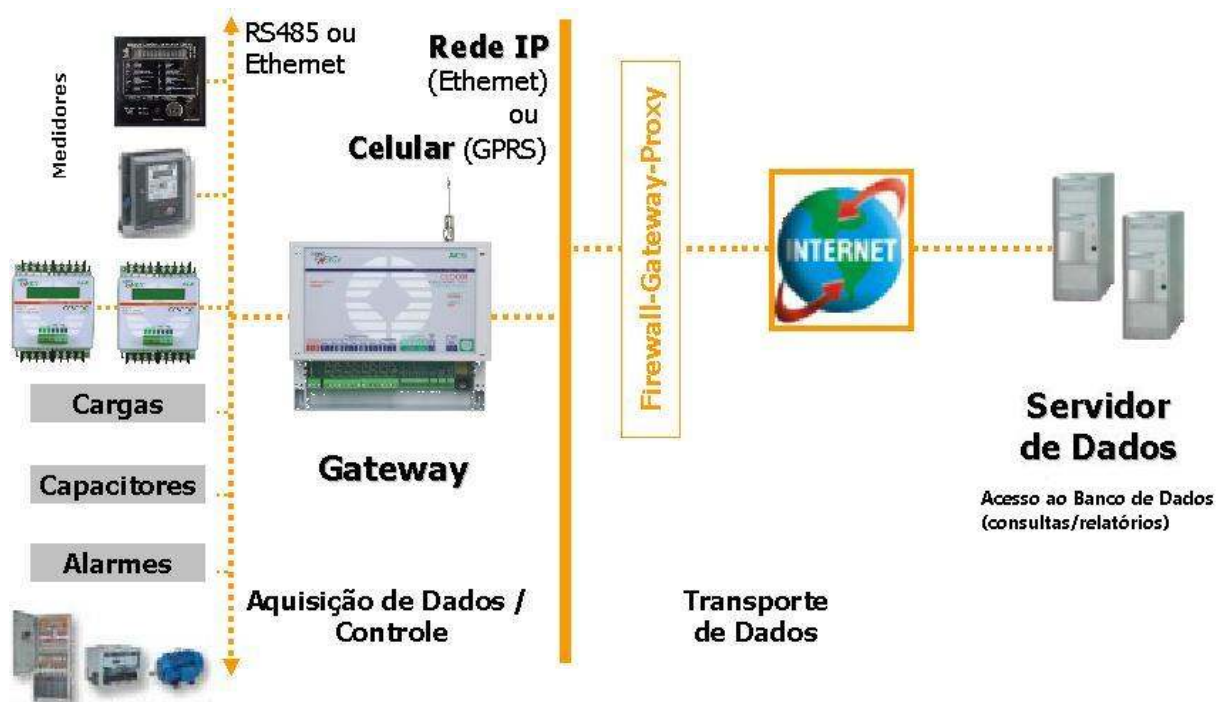 RS485 ou
Ethernet
Medidores
Rede IP
(Ethernet)
ou
Celular (GPRS)
Firewall-Gateway-Proxy
INTERNET
Cargas
Capacitores
Alarmes
Gateway
Servidor
de Dados
Acesso ao Banco de Dados
(consultas/relatórios)
Aquisição de Dados /
Controle
Transporte
de Dados